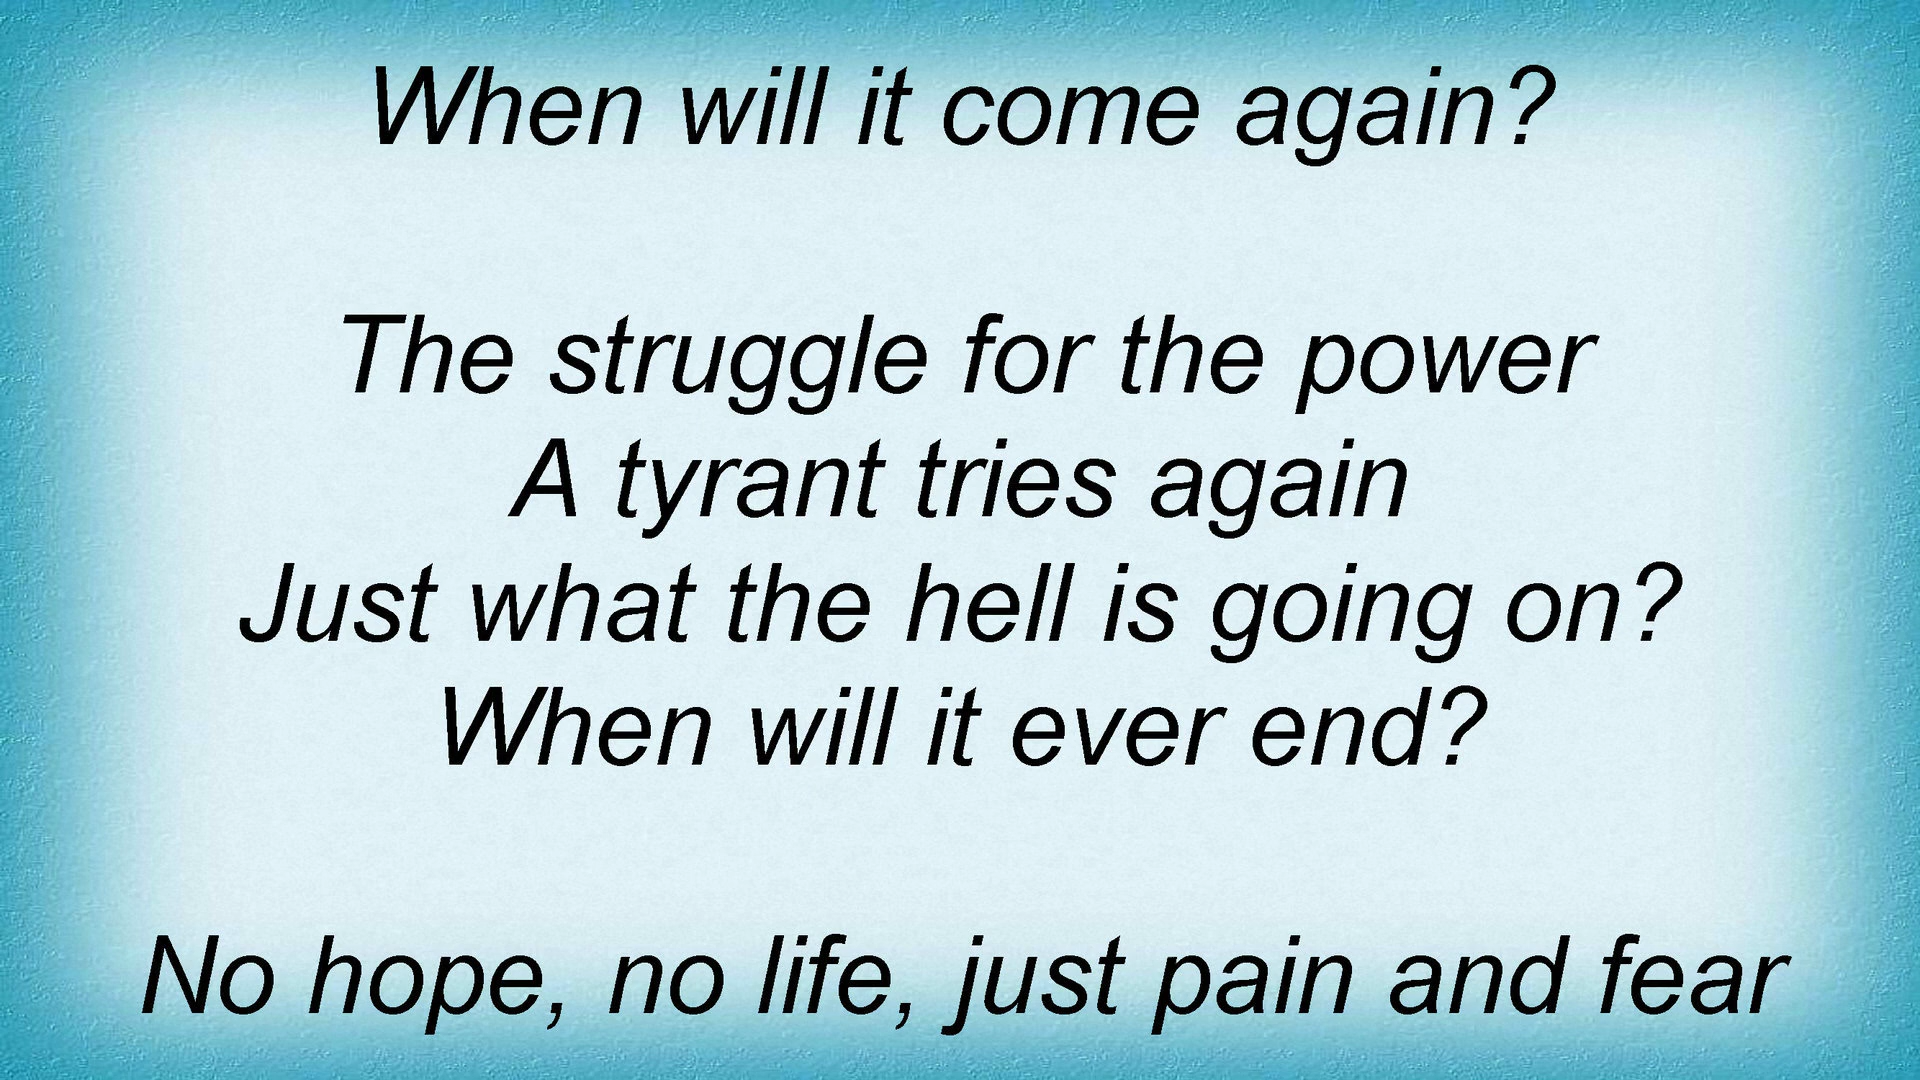 When will it come again?
The struggle for the power
A tyrant tries again
Just what the hell is going on?
When will it ever end?
No hope, no life, just pain and fear